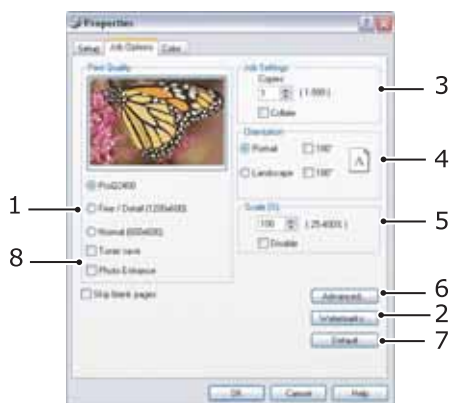 Properties
Setup Job Options Color
Print Quality
ProQ2400
Fine / Detail (1200x600)
Normal (600x600)
Toner save
Photo Enhance
Skip blank pages
Job Settings
Copies
1 (1-999)
Collate
Orientation
Portrait 180°
Landscape 180°
A
Scale (%)
100 (25-400%)
Disable
Advanced...
Watermarks...
Default
OK Cancel Help
1
8
3
4
5
6
2
7